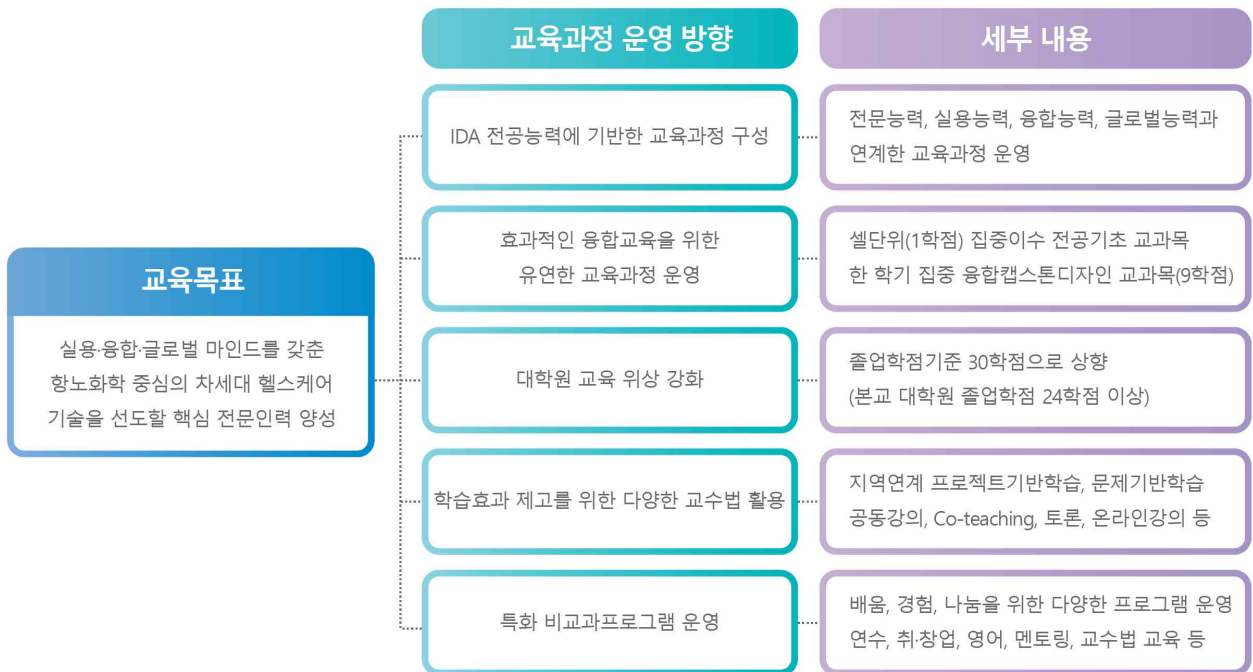 교육목표
실용·융합·글로벌 마인드를 갖춘
항노화학 중심의 차세대 헬스케어
기술을 선도할 핵심 전문인력 양성
교육과정 운영 방향
세부 내용
IDA 전공능력에 기반한 교육과정 구성
전문능력, 실용능력, 융합능력, 글로벌능력과
연계한 교육과정 운영
효과적인 융합교육을 위한
유연한 교육과정 운영
셀단위(1학점) 집중이수 전공기초 교과목
한 학기 집중 융합캡스톤디자인 교과목(9학점)
대학원 교육 위상 강화
졸업학점기준 30학점으로 상향
(본교 대학원 졸업학점 24학점 이상)
학습효과 제고를 위한 다양한 교수법 활용
지역연계 프로젝트기반학습, 문제기반학습
공동강의, Co-teaching, 토론, 온라인강의 등
특화 비교과프로그램 운영
배움, 경험, 나눔을 위한 다양한 프로그램 운영
연수, 취·창업, 영어, 멘토링, 교수법 교육 등